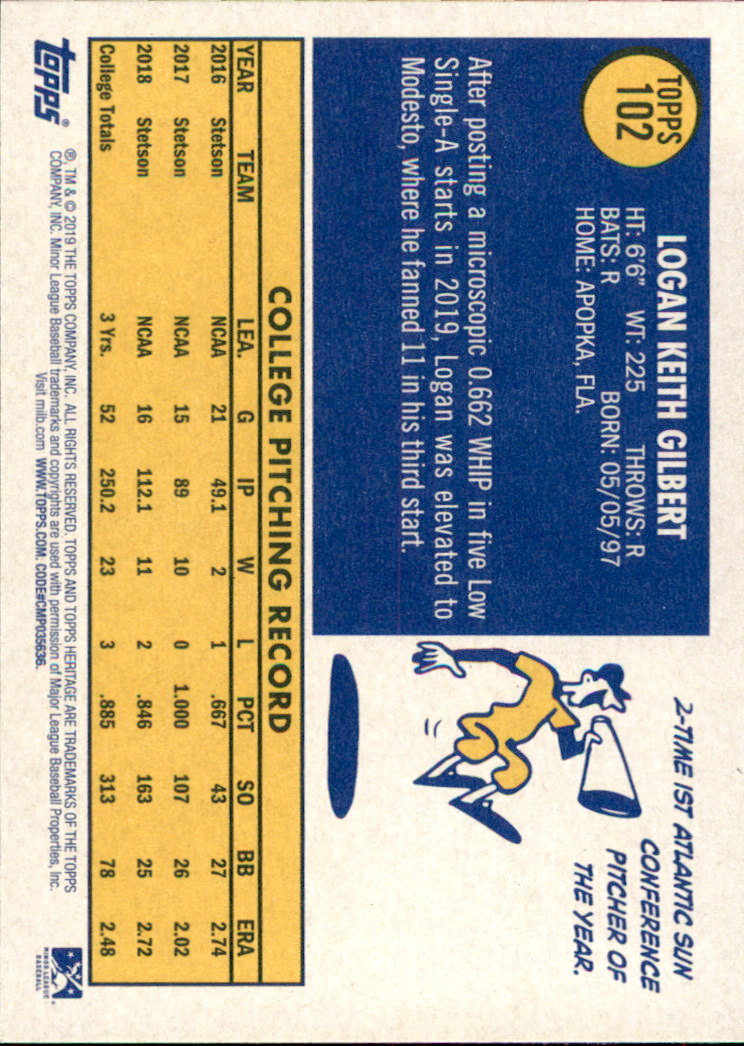 TOPPS
102
LOGAN KEITH GILBERT
HT: 6'6" WT: 225 THROWS: R
BATS: R BORN: 05/05/97
HOME: APOPKA, FLA.
After posting a microscopic 0.662 WHIP in five Low
Single-A starts in 2019, Logan was elevated to
Modesto, where he fanned 11 in his third start.
2-TIME 1ST ATLANTIC SUN
CONFERENCE
PITCHER OF
THE YEAR.
COLLEGE PITCHING RECORD
YEAR TEAM LEA. G IP W L PCT SO BB ERA
2016 Stetson NCAA 21 49.1 2 1 .667 43 27 2.74
2017 Stetson NCAA 15 89 10 0 1.000 107 26 2.02
2018 Stetson NCAA 16 112.1 11 2 .846 163 25 2.72
College Totals 3 Yrs. 52 250.2 23 3 .885 313 78 2.48
topps®
®, TM & © 2019 THE TOPPS COMPANY, INC. ALL RIGHTS RESERVED. TOPPS AND TOPPS HERITAGE ARE TRADEMARKS OF THE TOPPS
COMPANY, INC. Minor League Baseball trademarks and copyrights are used with permission of Major League Baseball Properties, Inc.
Visit milb.com WWW.TOPPS.COM. CODE#CMP035636.
MINOR LEAGUE
BASEBALL®